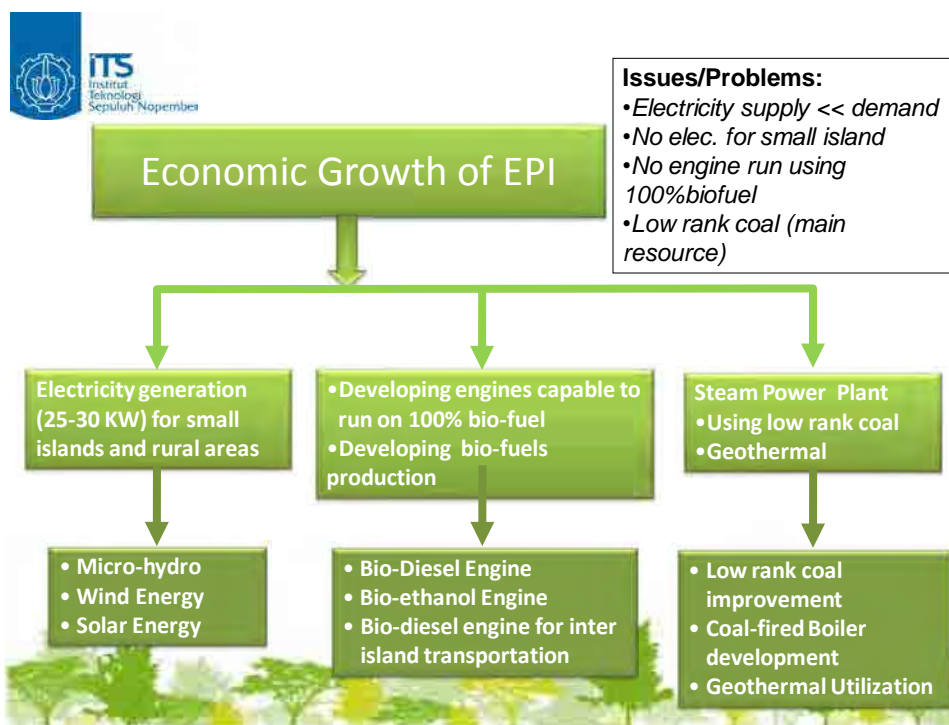 iTS
Institut
Teknologi
Sepuluh Nopember
Issues/Problems:
•Electricity supply << demand
•No elec. for small island
•No engine run using
100%biofuel
•Low rank coal (main
resource)
Economic Growth of EPI
Electricity generation
(25-30 KW) for small
islands and rural areas
•Developing engines capable to
run on 100% bio-fuel
•Developing bio-fuels
production
Steam Power Plant
•Using low rank coal
•Geothermal
• Micro-hydro
• Wind Energy
• Solar Energy
• Bio-Diesel Engine
• Bio-ethanol Engine
• Bio-diesel engine for inter
island transportation
• Low rank coal
improvement
• Coal-fired Boiler
development
• Geothermal Utilization